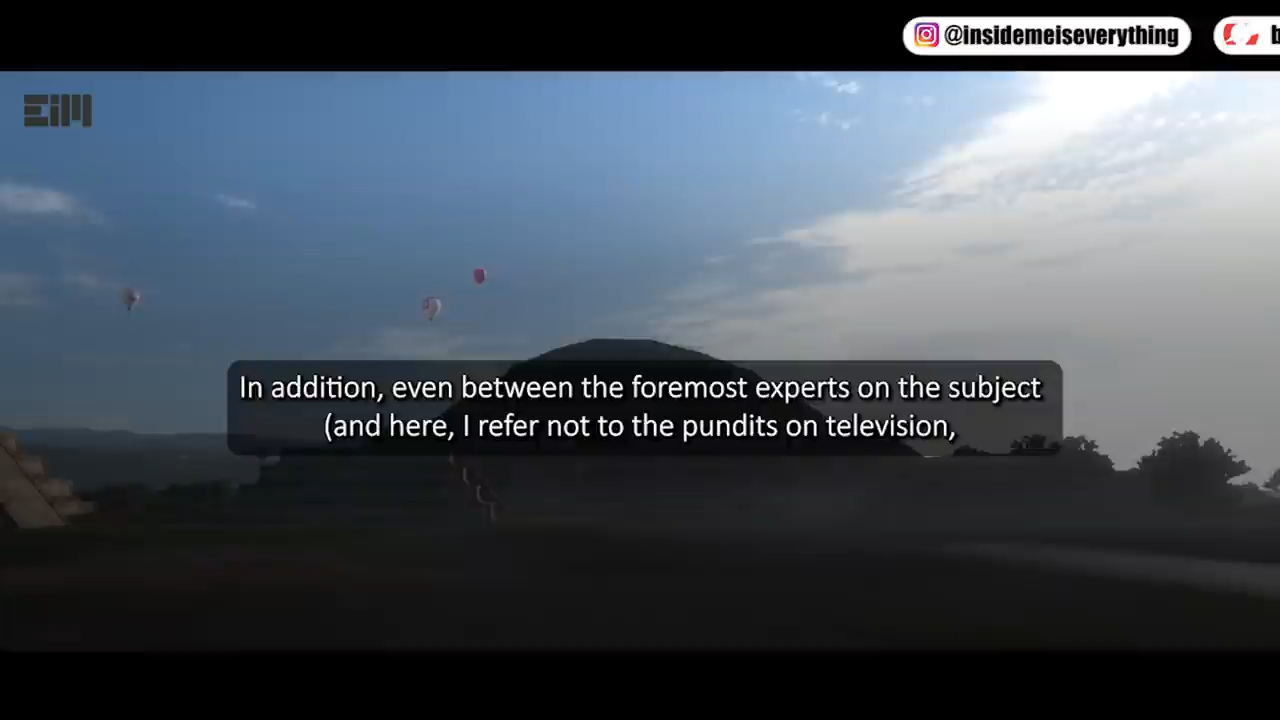 @insidemeiseverything
EiM
In addition, even between the foremost experts on the subject
(and here, I refer not to the pundits on television,